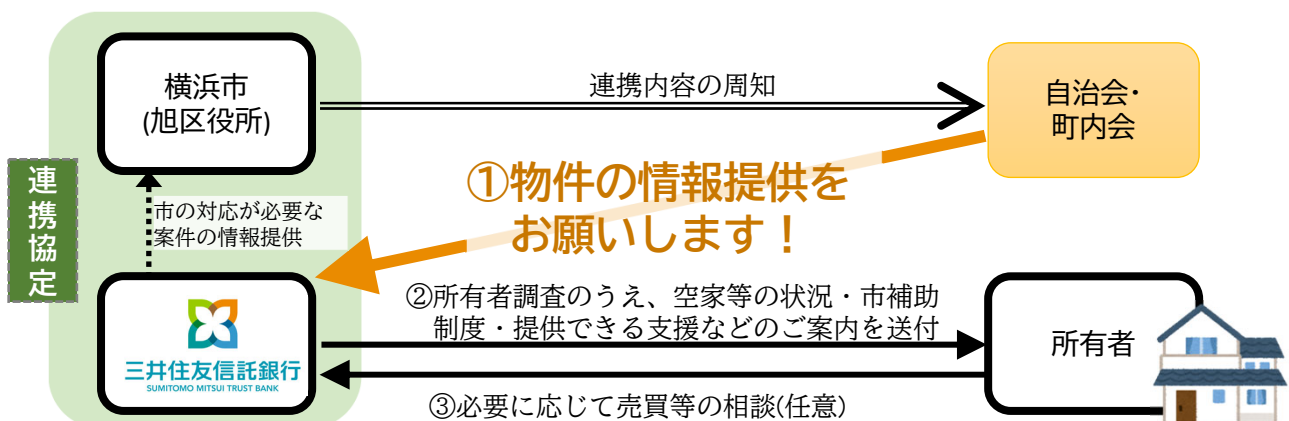 横浜市
(旭区役所)
連携内容の周知
自治会・
町内会
連携協定
①物件の情報提供を
お願いします！
市の対応が必要な
案件の情報提供
②所有者調査のうえ、空家等の状況・市補助
制度・提供できる支援などのご案内を送付
三井住友信託銀行
SUMITOMO MITSUI TRUST BANK
所有者
③必要に応じて売買等の相談(任意)